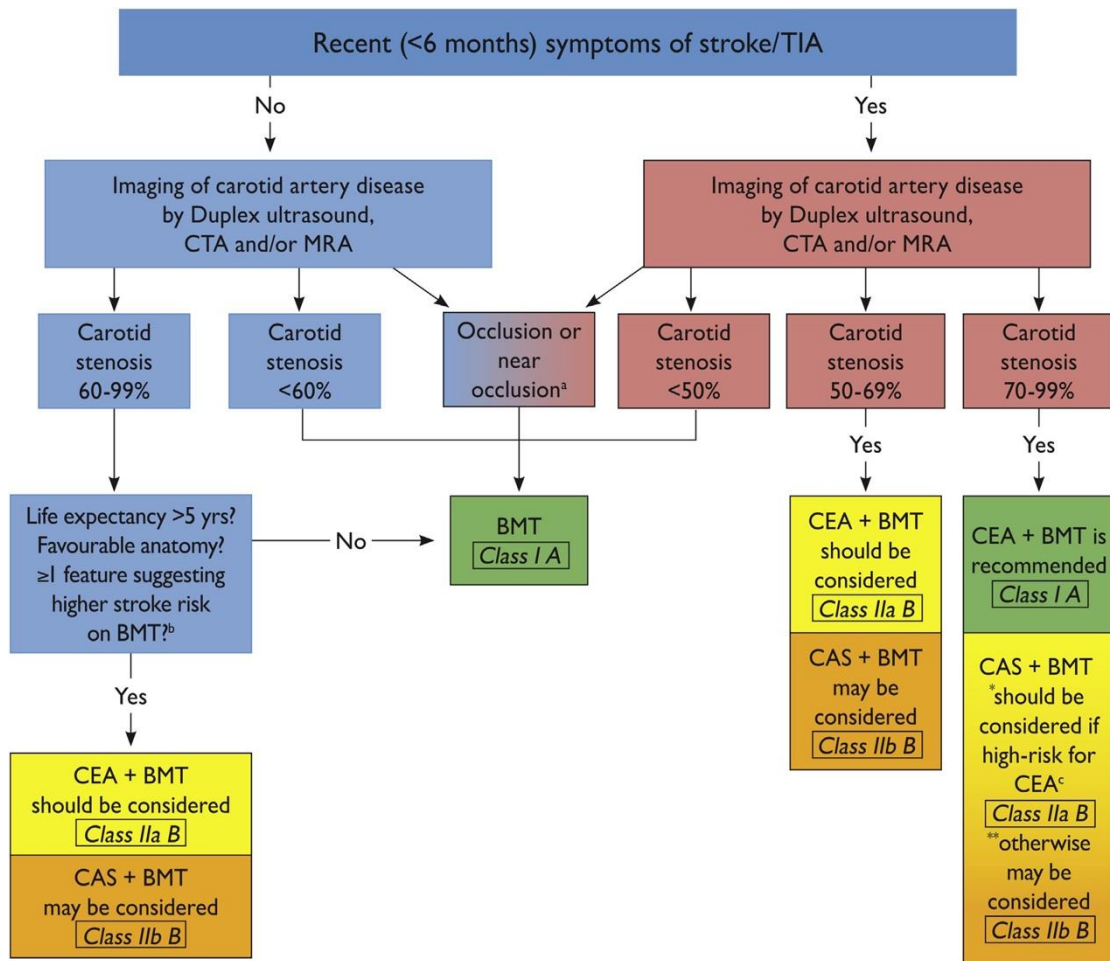 Recent (<6 months) symptoms of stroke/TIA
No
Yes
Imaging of carotid artery disease
by Duplex ultrasound,
CTA and/or MRA
Imaging of carotid artery disease
by Duplex ultrasound,
CTA and/or MRA
Carotid
stenosis
60-99%
Carotid
stenosis
<60%
Occlusion or
near
occlusionᵃ
Carotid
stenosis
<50%
Carotid
stenosis
50-69%
Carotid
stenosis
70-99%
Yes
Yes
Life expectancy >5 yrs?
Favourable anatomy?
≥1 feature suggesting
higher stroke risk
on BMT?ᵇ
No
BMT
Class I A
CEA + BMT
should be
considered
Class IIa B
CAS + BMT
may be
considered
Class IIb B
CEA + BMT is
recommended
Class I A
CAS + BMT
*should be
considered if
high-risk for
CEAᶜ
Class IIa B
**otherwise
may be
considered
Class IIb B
Yes
CEA + BMT
should be considered
Class IIa B
CAS + BMT
may be considered
Class IIb B